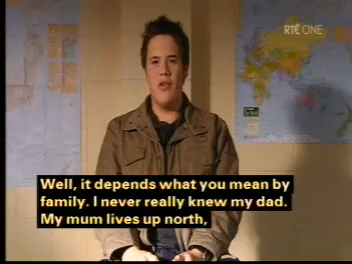 RTÉ ONE
Well, it depends what you mean by
family. I never really knew my dad.
My mum lives up north,